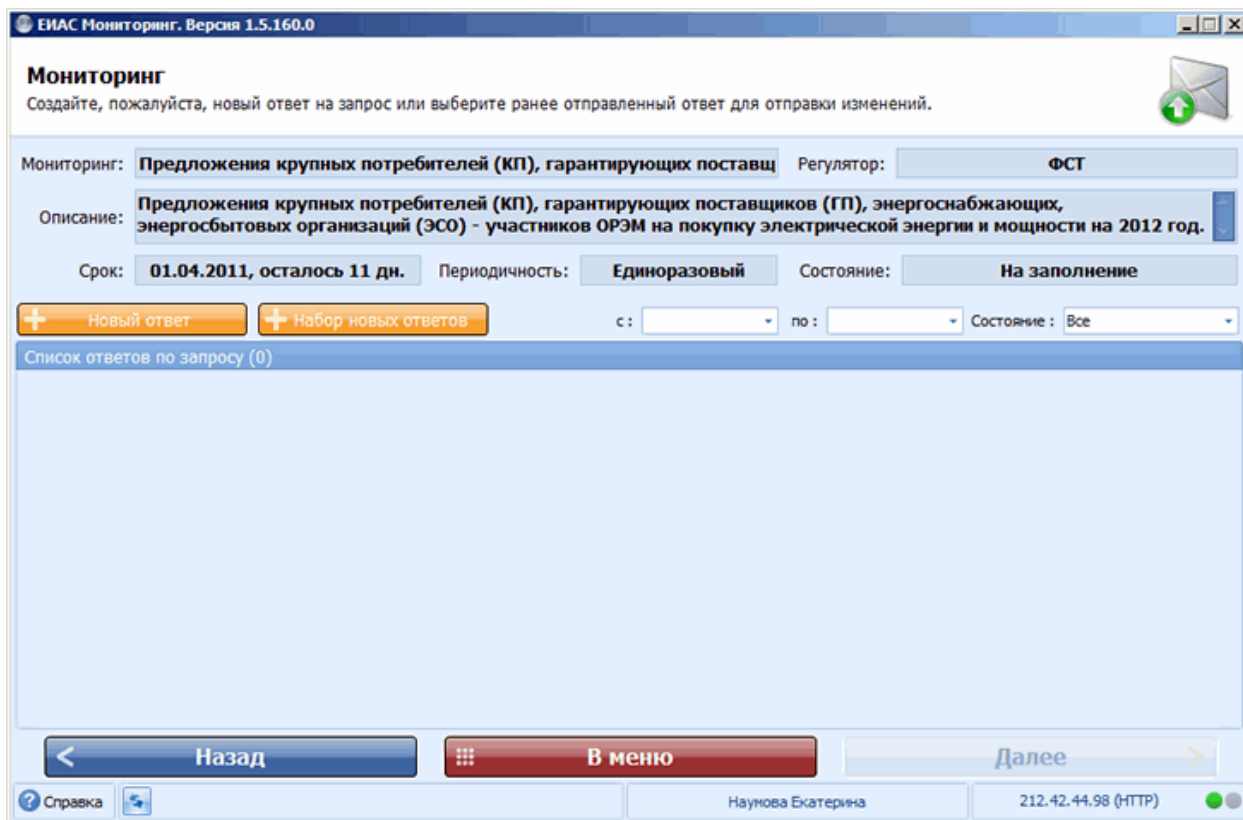 ЕИАС Мониторинг. Версия 1.5.160.0
Мониторинг
Создайте, пожалуйста, новый ответ на запрос или выберите ранее отправленный ответ для отправки изменений.
Мониторинг: Предложения крупных потребителей (КП), гарантирующих поставщ Регулятор: ФСТ
Описание: Предложения крупных потребителей (КП), гарантирующих поставщиков (ГП), энергоснабжающих,
энергосбытовых организаций (ЭСО) - участников ОРЭМ на покупку электрической энергии и мощности на 2012 год.
Срок: 01.04.2011, осталось 11 дн. Периодичность: Единоразовый Состояние: На заполнение
Новый ответ Набор новых ответов с : по : Состояние : Все
Список ответов по запросу (0)
< Назад В меню Далее >
Справка Наумова Екатерина 212.42.44.98 (HTTP)